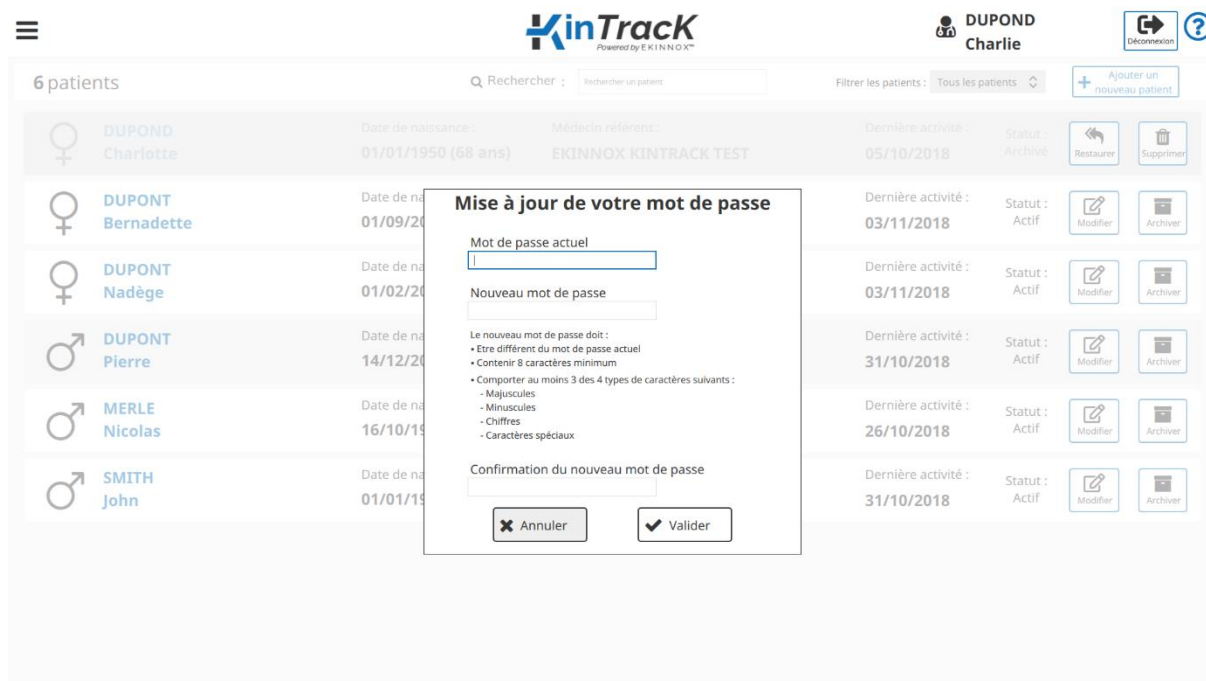 KinTracK
Powered by EKINNOX™
DUPOND
Charlie
Déconnexion
?
6 patients
Rechercher :
Rechercher un patient
Filtrer les patients :
Tous les patients
+ Ajouter un
nouveau patient
DUPOND
Charlotte
Date de naissance :
01/01/1950 (68 ans)
Médecin référent :
EKINNOX KINTRACK TEST
Dernière activité :
05/10/2018
Statut :
Archivé
Restaurer
Supprimer
DUPONT
Bernadette
Date de na
01/09/20
Dernière activité :
03/11/2018
Statut :
Actif
Modifier
Archiver
DUPONT
Nadège
Date de na
01/02/20
Dernière activité :
03/11/2018
Statut :
Actif
Modifier
Archiver
DUPONT
Pierre
Date de na
14/12/20
Dernière activité :
31/10/2018
Statut :
Actif
Modifier
Archiver
MERLE
Nicolas
Date de na
16/10/19
Dernière activité :
26/10/2018
Statut :
Actif
Modifier
Archiver
SMITH
John
Date de na
01/01/19
Dernière activité :
31/10/2018
Statut :
Actif
Modifier
Archiver
Mise à jour de votre mot de passe
Mot de passe actuel
Nouveau mot de passe
Le nouveau mot de passe doit :
• Etre différent du mot de passe actuel
• Contenir 8 caractères minimum
• Comporter au moins 3 des 4 types de caractères suivants :
- Majuscules
- Minuscules
- Chiffres
- Caractères spéciaux
Confirmation du nouveau mot de passe
Annuler
Valider